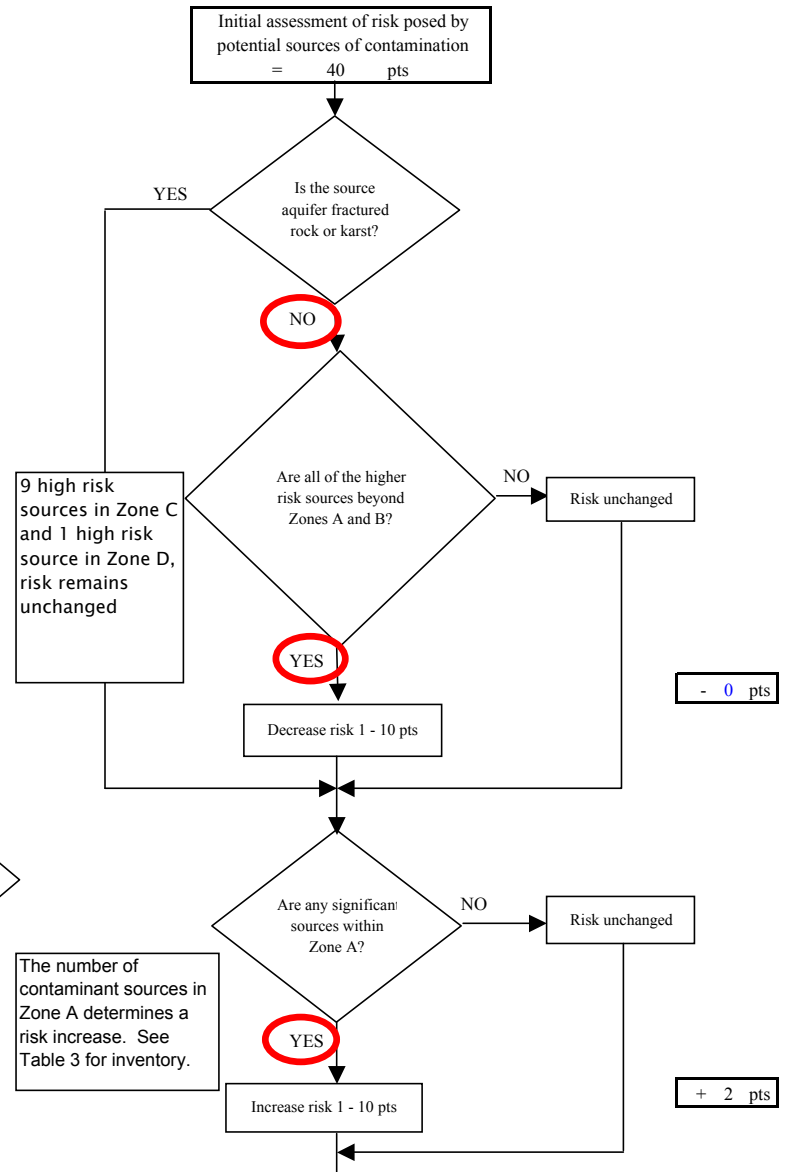 Initial assessment of risk posed by
potential sources of contamination
= 40 pts
YES
Is the source
aquifer fractured
rock or karst?
NO
9 high risk
sources in Zone C
and 1 high risk
source in Zone D,
risk remains
unchanged
Are all of the higher
risk sources beyond
Zones A and B?
NO
Risk unchanged
YES
- 0 pts
Decrease risk 1 - 10 pts
Are any significant
sources within
Zone A?
NO
Risk unchanged
The number of
contaminant sources in
Zone A determines a
risk increase. See
Table 3 for inventory.
YES
+ 2 pts
Increase risk 1 - 10 pts